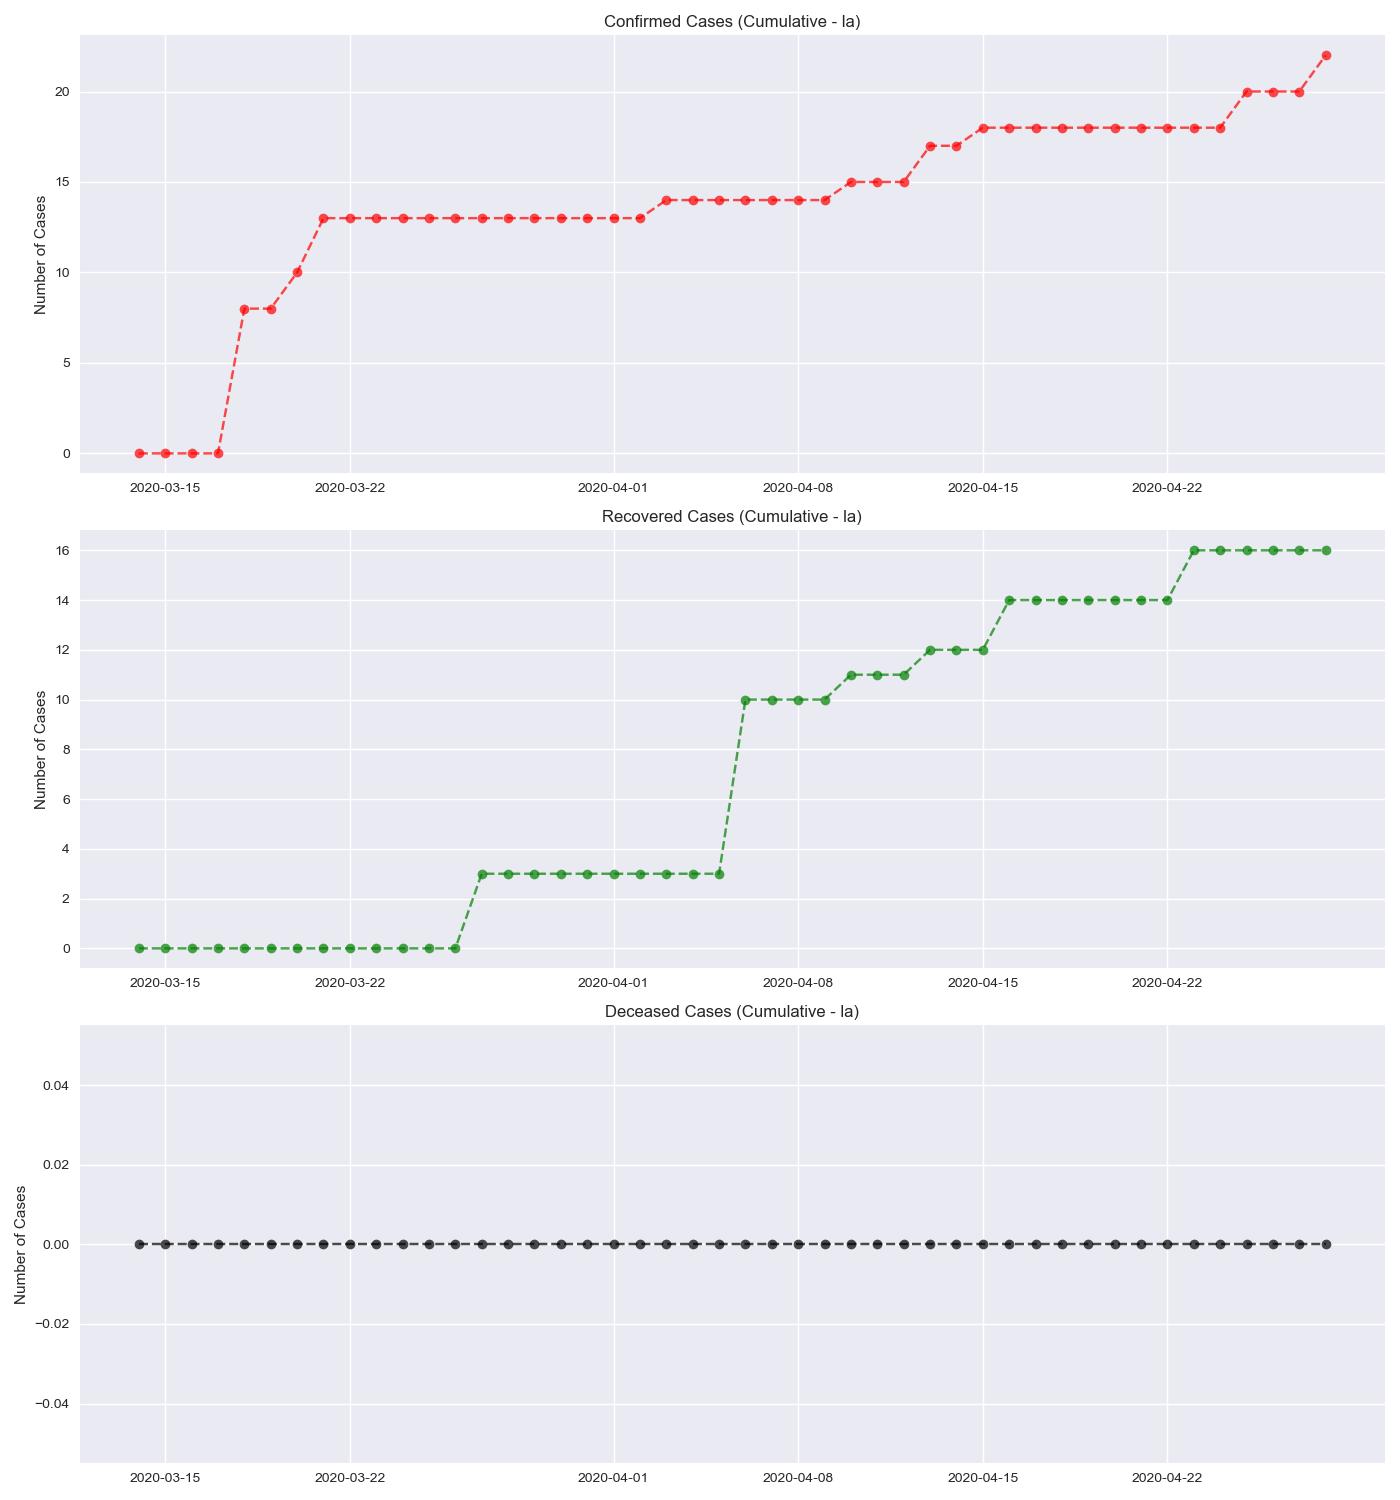 Confirmed Cases (Cumulative - la)
Number of Cases
20
15
10
5
0
2020-03-15 2020-03-22 2020-04-01 2020-04-08 2020-04-15 2020-04-22
Recovered Cases (Cumulative - la)
Number of Cases
16
14
12
10
8
6
4
2
0
2020-03-15 2020-03-22 2020-04-01 2020-04-08 2020-04-15 2020-04-22
Deceased Cases (Cumulative - la)
Number of Cases
0.04
0.02
0.00
−0.02
−0.04
2020-03-15 2020-03-22 2020-04-01 2020-04-08 2020-04-15 2020-04-22